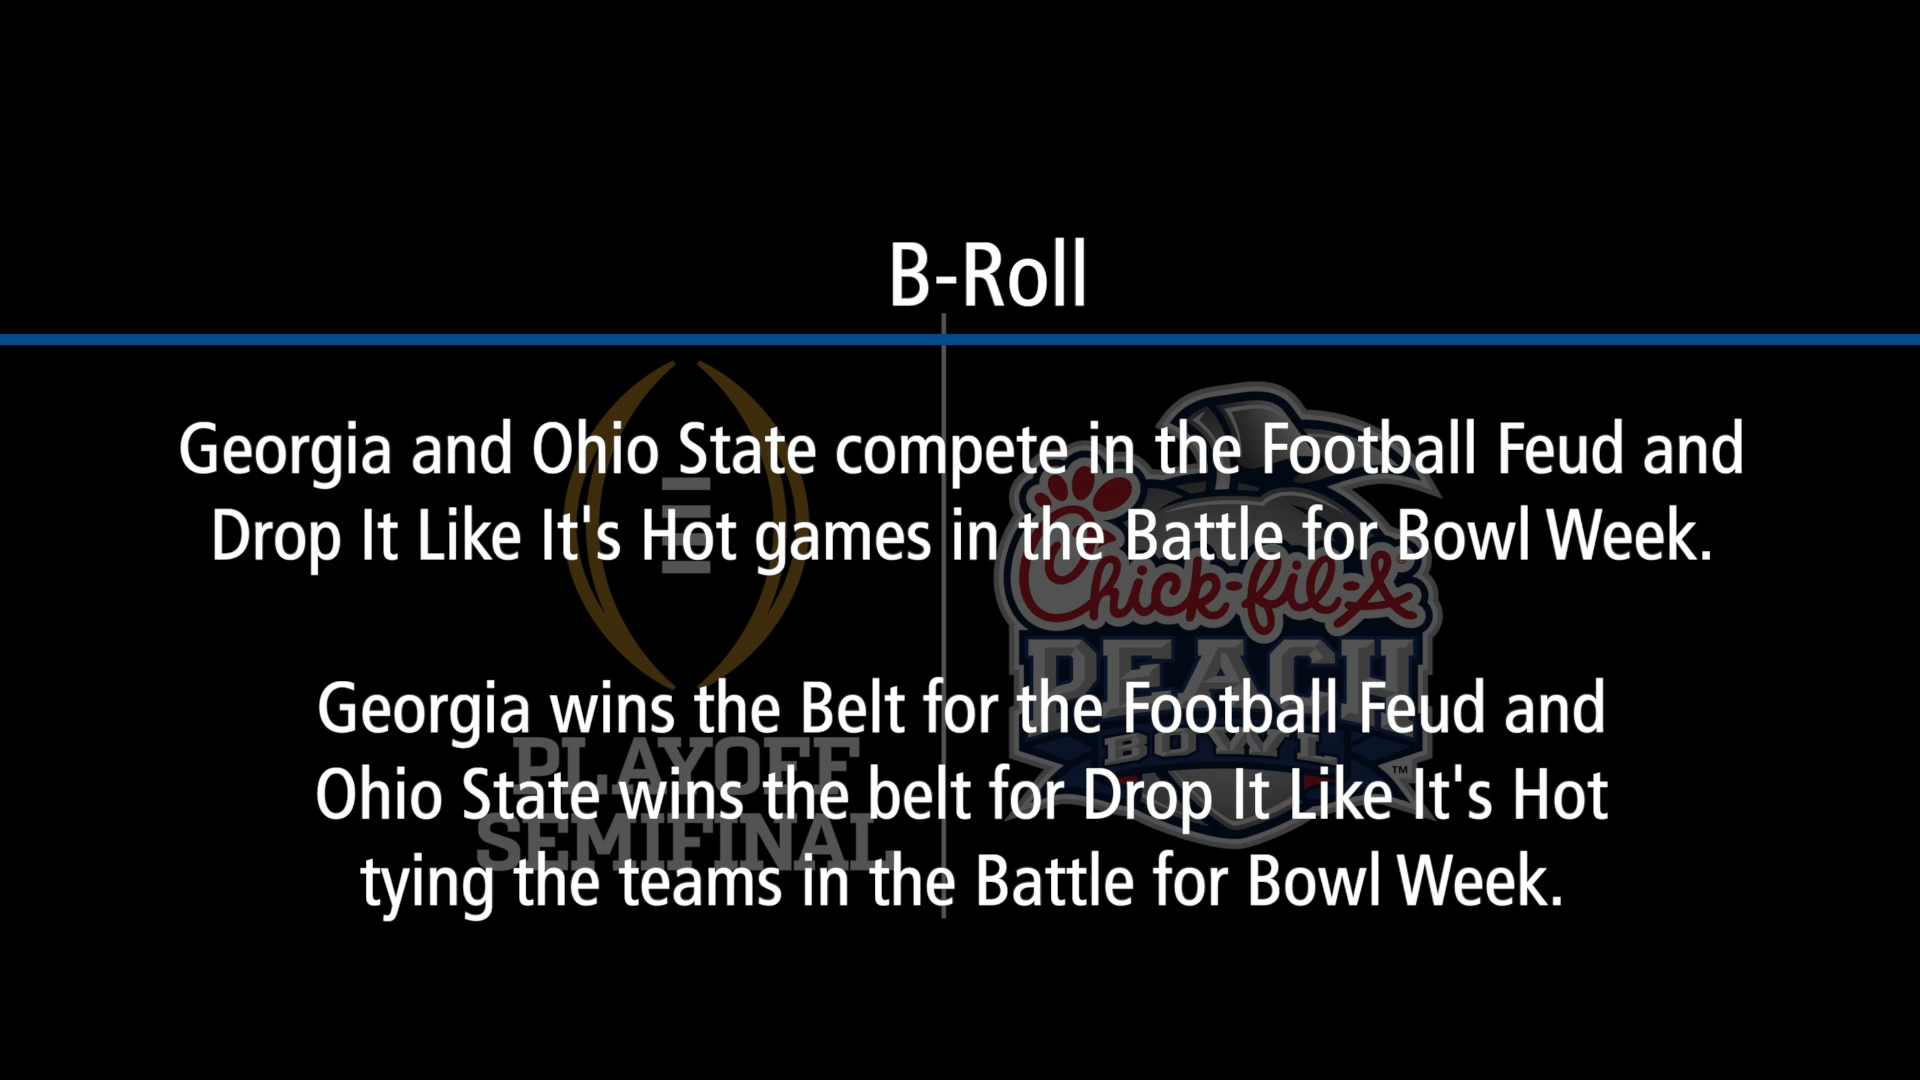 B-Roll
Georgia and Ohio State compete in the Football Feud and
Drop It Like It's Hot games in the Battle for Bowl Week.
Georgia wins the Belt for the Football Feud and
Ohio State wins the belt for Drop It Like It's Hot
tying the teams in the Battle for Bowl Week.
PLAYOFF
SEMIFINAL
Chick-fil-A
PEACH
BOWL
TM